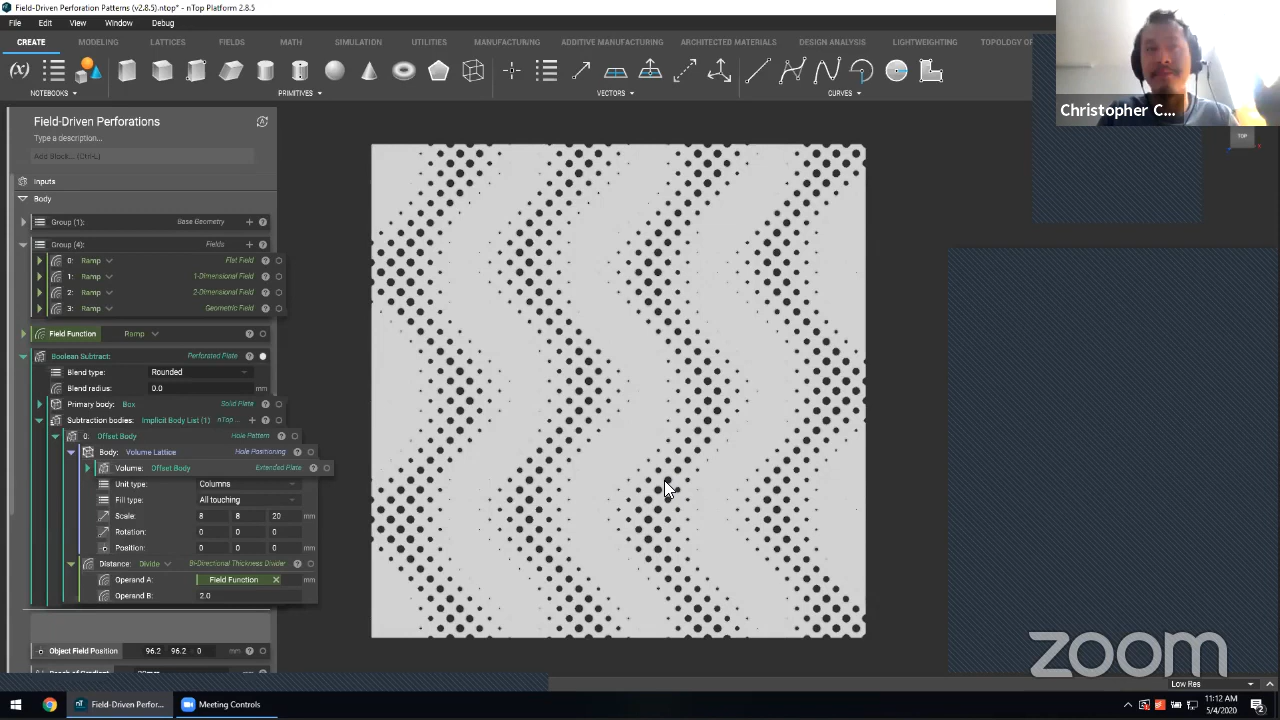 Field-Driven Perforation Patterns (v2.8.5).ntop* - nTop Platform 2.8.5
File Edit View Window Debug
CREATE MODELING LATTICES FIELDS MATH SIMULATION UTILITIES MANUFACTURING ADDITIVE MANUFACTURING ARCHITECTED MATERIALS DESIGN ANALYSIS LIGHTWEIGHTING TOPOLOGY OF
NOTEBOOKS PRIMITIVES VECTORS CURVES
Christopher C...
TOP
Field-Driven Perforations
Type a description...
Add Block... (Ctrl-L)
Inputs
Body
Group (1): Base Geometry
Group (4): Fields
0: Ramp Flat Field
1: Ramp 1-Dimensional Field
2: Ramp 2-Dimensional Field
3: Ramp Geometric Field
Field Function Ramp
Boolean Subtract: Perforated Plate
Blend type: Rounded
Blend radius: 0.0 mm
Primary body: Box Solid Plate
Subtraction bodies: Implicit Body List (1) nTop ...
0: Offset Body Hole Pattern
Body: Volume Lattice Hole Positioning
Volume: Offset Body Extended Plate
Unit type: Columns
Fill type: All touching
Scale: 8 8 20 mm
Rotation: 0 0 0
Position: 0 0 0 mm
Distance: Divide Bi-Directional Thickness Divider
Operand A: Field Function mm
Operand B: 2.0
Object Field Position 96.2 96.2 0 mm
zoom
Low Res
Field-Driven Perfor... Meeting Controls
11:12 AM
5/4/2020